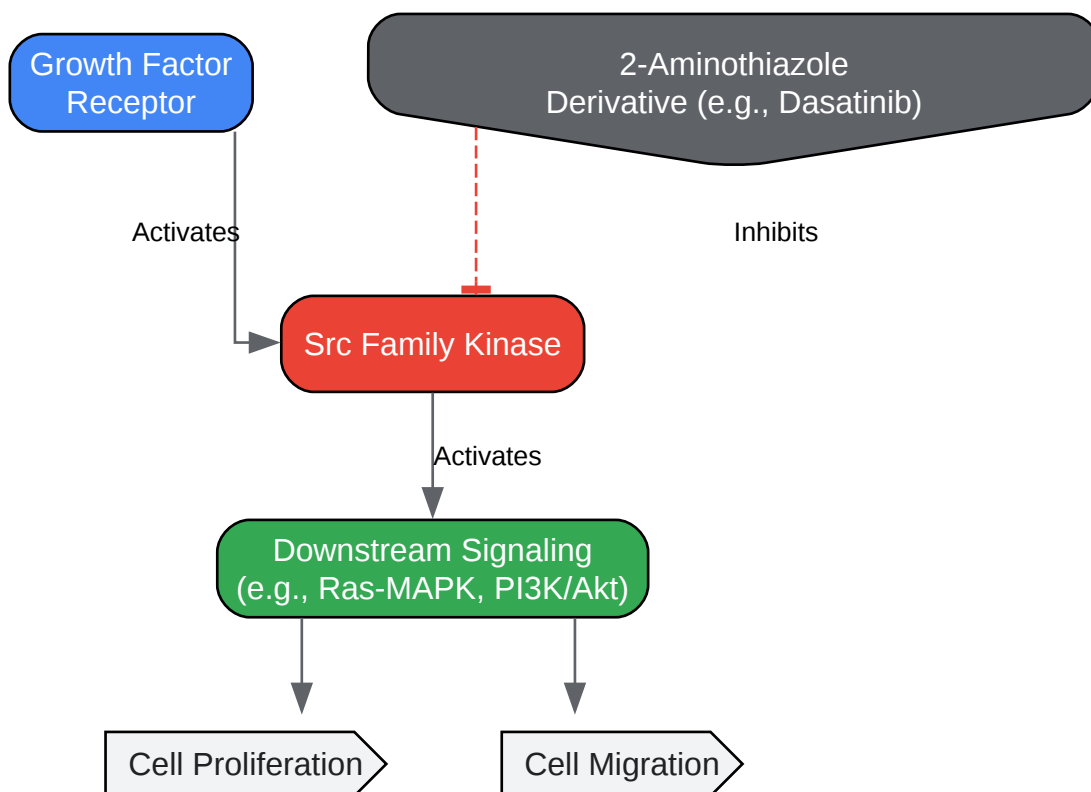 Growth Factor
Receptor
2-Aminothiazole
Derivative (e.g., Dasatinib)
Activates
Inhibits
Src Family Kinase
Activates
Downstream Signaling
(e.g., Ras-MAPK, PI3K/Akt)
Cell Proliferation
Cell Migration